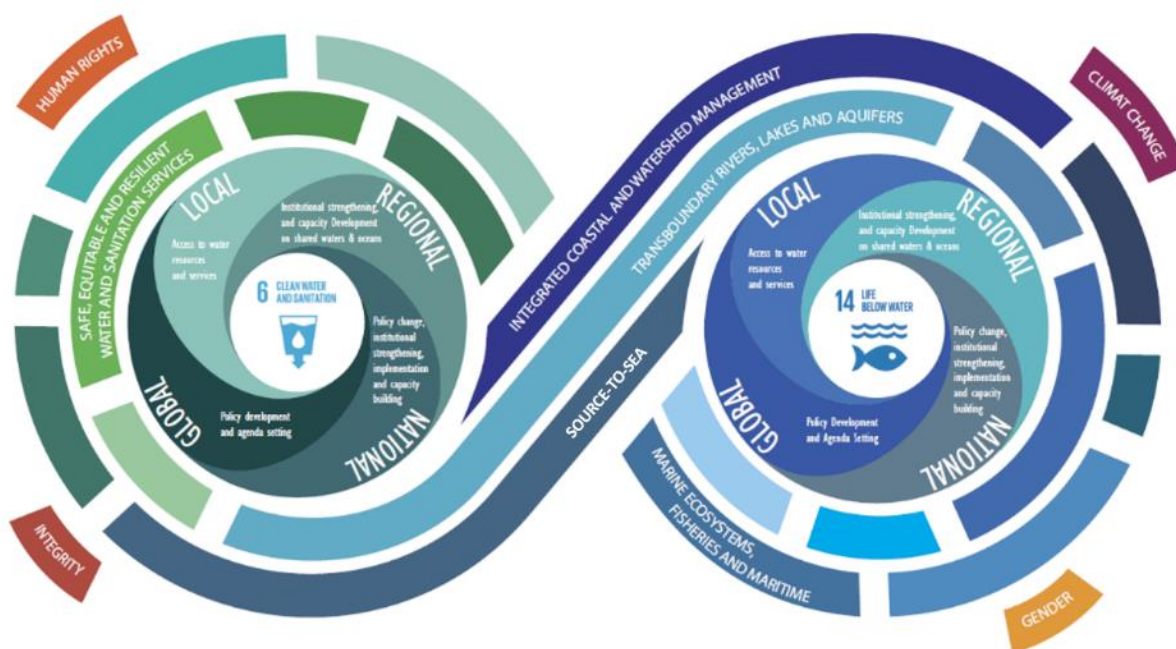 HUMAN RIGHTS
SAFE, EQUITABLE AND RESILIENT
WATER AND SANITATION SERVICES
LOCAL
Access to water
resources
and services
REGIONAL
Institutional strengthening,
and capacity Development
on shared waters & oceans
6 CLEAN WATER
AND SANITATION
Policy change,
institutional
strengthening,
implementation
and capacity
building
NATIONAL
GLOBAL
Policy development
and agenda setting
INTEGRITY
INTEGRATED COASTAL AND WATERSHED MANAGEMENT
TRANSBOUNDARY RIVERS, LAKES AND AQUIFERS
SOURCE-TO-SEA
CLIMAT CHANGE
LOCAL
Access to water
resources
and services
REGIONAL
Institutional strengthening,
and capacity Development
on shared waters & oceans
14 LIFE
BELOW WATER
Policy change,
institutional
strengthening,
implementation
and capacity
building
NATIONAL
GLOBAL
Policy Development
and Agenda Setting
MARINE ECOSYSTEMS,
FISHERIES AND MARITIME
GENDER